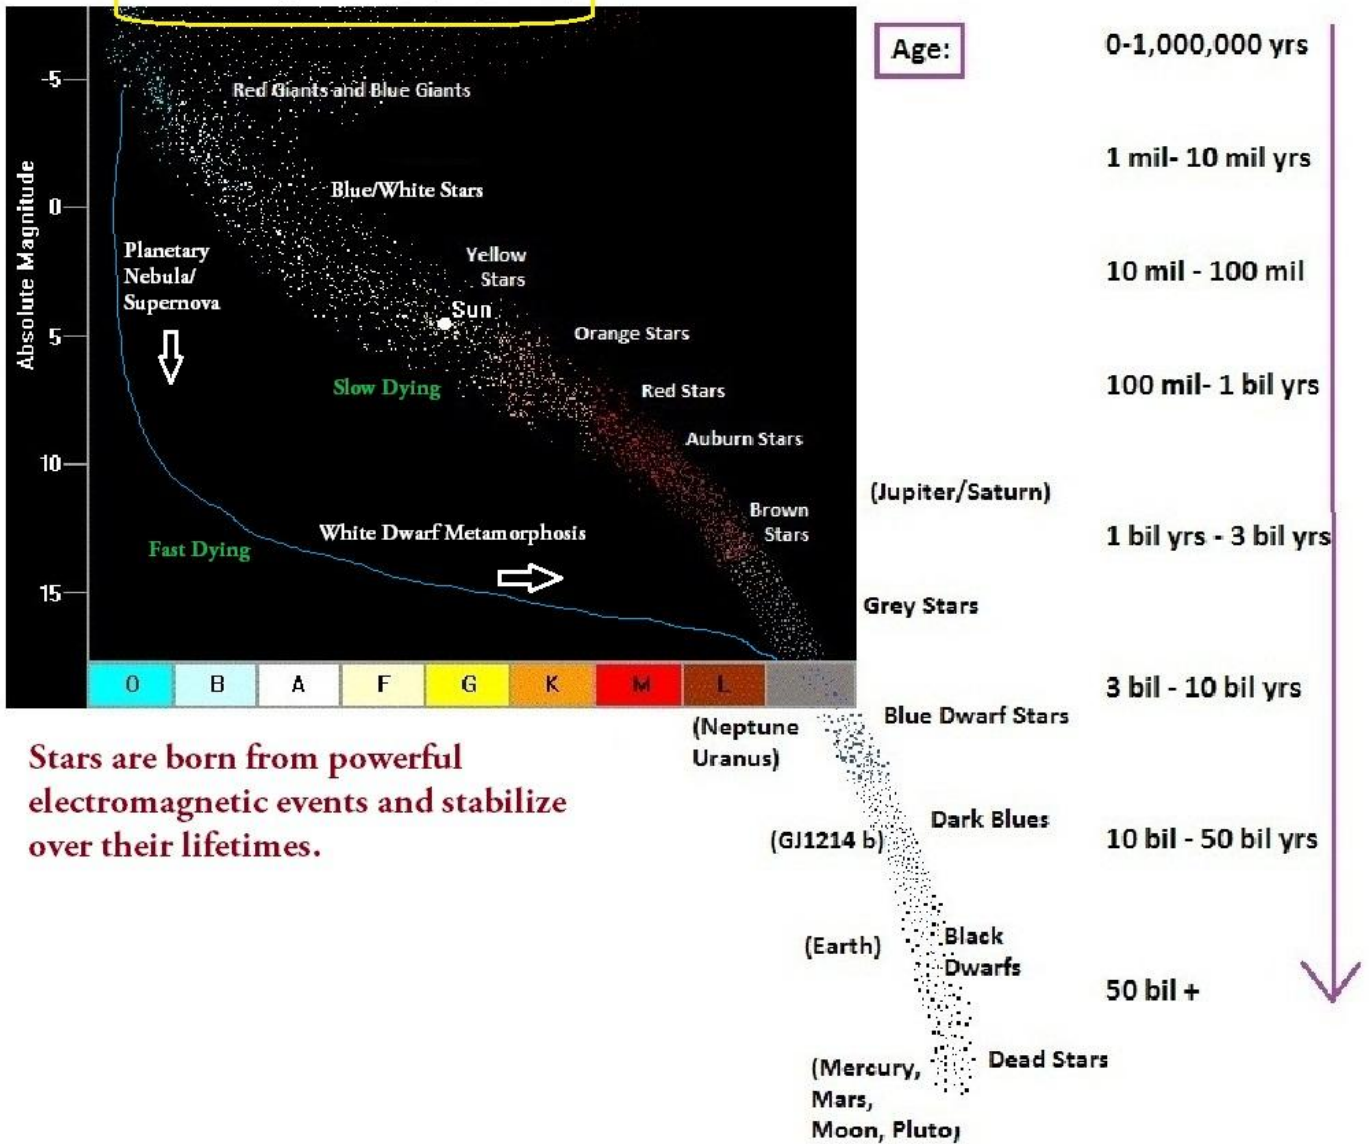 Age:
0-1,000,000 yrs
-5
Red Giants and Blue Giants
1 mil- 10 mil yrs
Absolute Magnitude
0
Blue/White Stars
Planetary
Nebula/
Supernova
Yellow
Stars
10 mil - 100 mil
Sun
5
Orange Stars
Slow Dying
Red Stars
100 mil- 1 bil yrs
Auburn Stars
10
(Jupiter/Saturn)
Brown
Stars
White Dwarf Metamorphosis
Fast Dying
1 bil yrs - 3 bil yrs
15
Grey Stars
O B A F G K M L
3 bil - 10 bil yrs
(Neptune
Uranus)
Blue Dwarf Stars
Stars are born from powerful
electromagnetic events and stabilize
over their lifetimes.
Dark Blues
(GJ1214 b)
10 bil - 50 bil yrs
(Earth)
Black
Dwarfs
50 bil +
Dead Stars
(Mercury,
Mars,
Moon, Pluto)